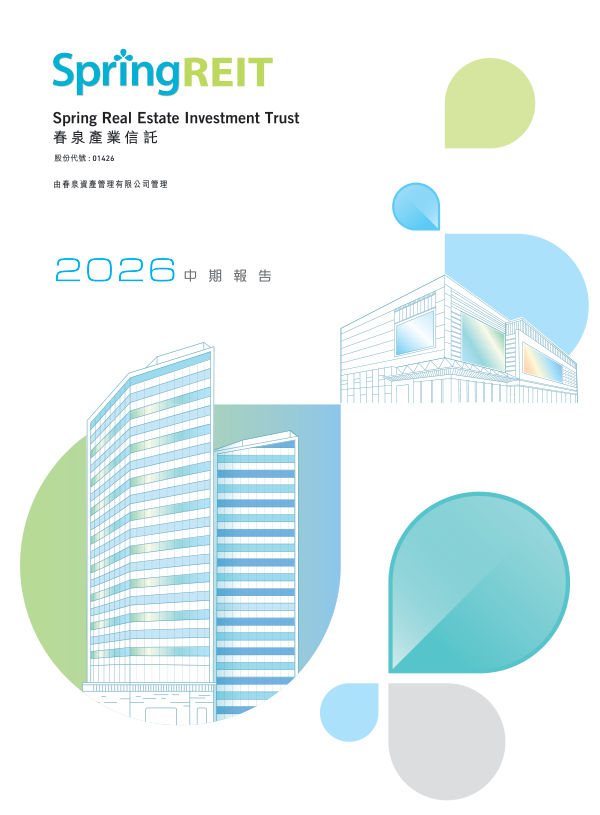 SpringREIT
Spring Real Estate Investment Trust
春泉產業信託
股份代號 : 01426
由春泉資產管理有限公司管理
2026 中期報告